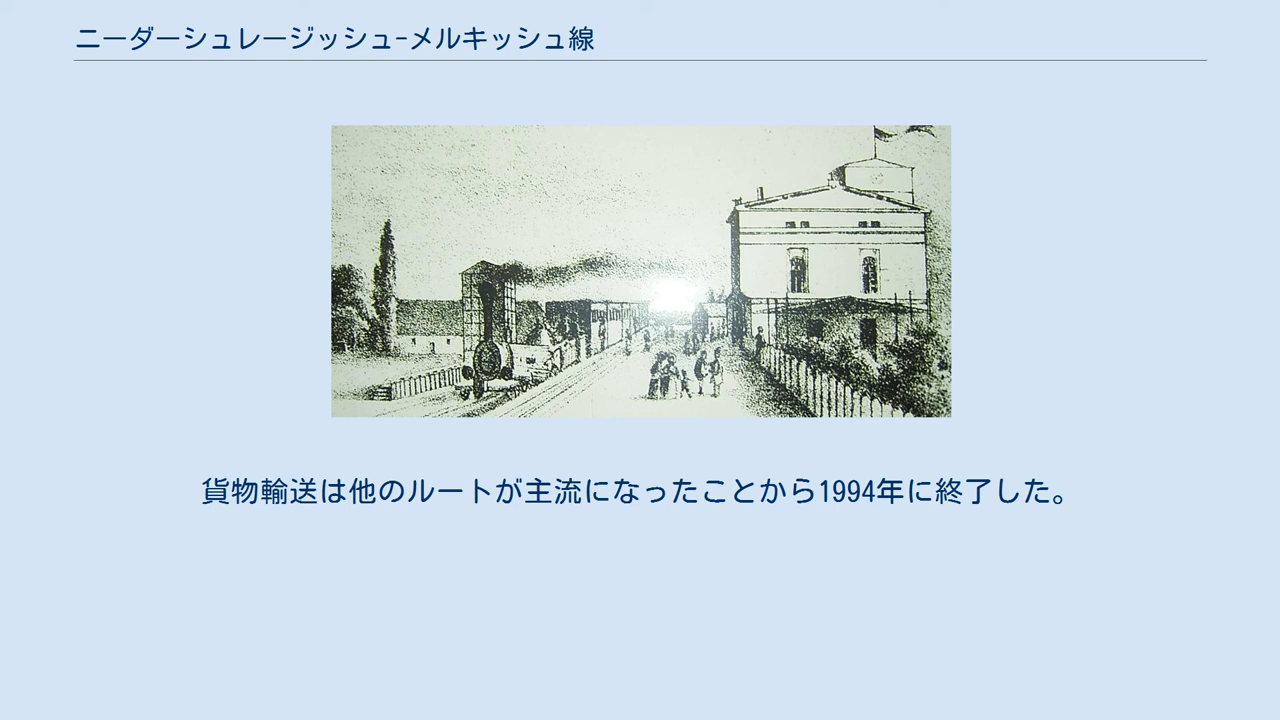 ニーダーシュレージッシュ-メルキッシュ線
貨物輸送は他のルートが主流になったことから1994年に終了した。